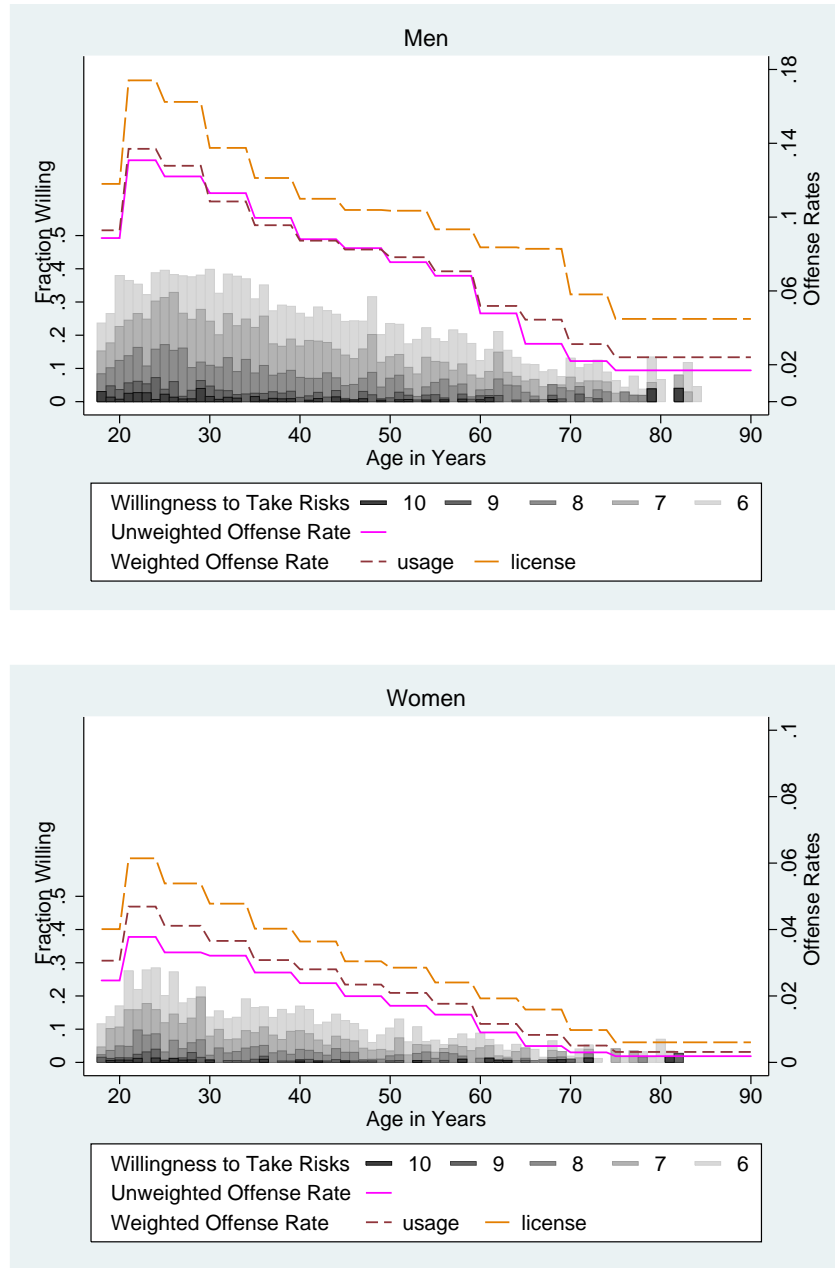 Men
Fraction Willing
0 .1 .2 .3 .4 .5
Offense Rates
0 .02 .06 .1 .14 .18
20 30 40 50 60 70 80 90
Age in Years
Willingness to Take Risks 10 9 8 7 6
Unweighted Offense Rate
Weighted Offense Rate usage license
Women
Fraction Willing
0 .1 .2 .3 .4 .5
Offense Rates
0 .02 .04 .06 .08 .1
20 30 40 50 60 70 80 90
Age in Years
Willingness to Take Risks 10 9 8 7 6
Unweighted Offense Rate
Weighted Offense Rate usage license